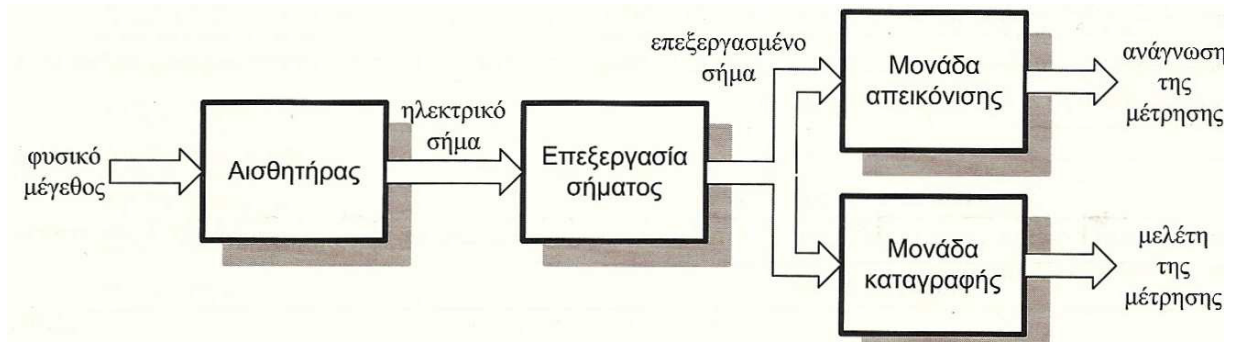 φυσικό
μέγεθος
Αισθητήρας
ηλεκτρικό
σήμα
Επεξεργασία
σήματος
επεξεργασμένο
σήμα
Μονάδα
απεικόνισης
ανάγνωση
της
μέτρησης
Μονάδα
καταγραφής
μελέτη
της
μέτρησης